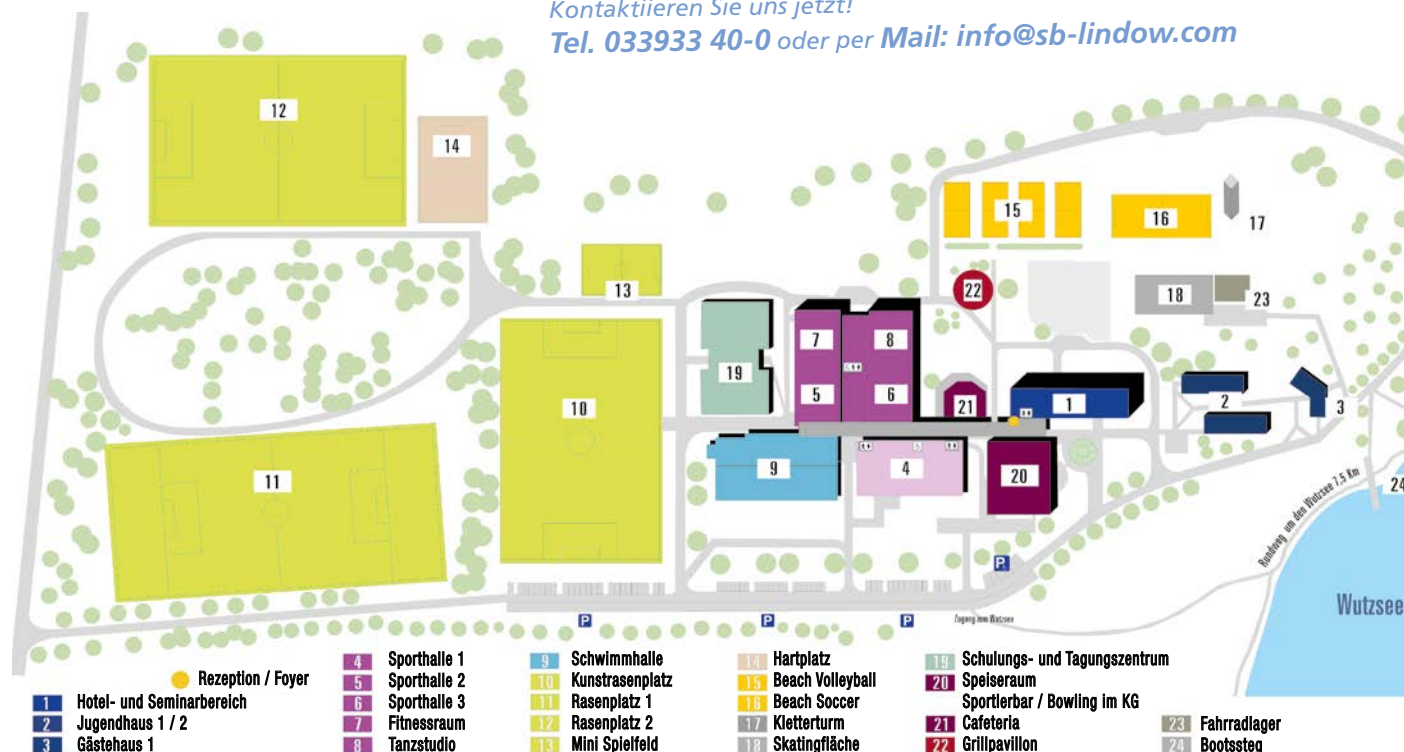 Kontaktiieren Sie uns jetzt!
Tel. 033933 40-0 oder per Mail: info@sb-lindow.com
12
14
15
16
17
13
22
18
23
7
8
19
5
6
10
21
1
2
3
9
4
20
11
24
Rundweg um den Wutzsee 7,5 Km
Wutzsee
P
P
P
P
Zugang zum Wutzsee
Rezeption / Foyer
1 Hotel- und Seminarbereich
2 Jugendhaus 1 / 2
3 Gästehaus 1
4 Sporthalle 1
5 Sporthalle 2
6 Sporthalle 3
7 Fitnessraum
8 Tanzstudio
9 Schwimmhalle
10 Kunstrasenplatz
11 Rasenplatz 1
12 Rasenplatz 2
13 Mini Spielfeld
14 Hartplatz
15 Beach Volleyball
16 Beach Soccer
17 Kletterturm
18 Skatingfläche
19 Schulungs- und Tagungszentrum
20 Speiseraum
Sportlerbar / Bowling im KG
21 Cafeteria
22 Grillpavillon
23 Fahrradlager
24 Bootssteg